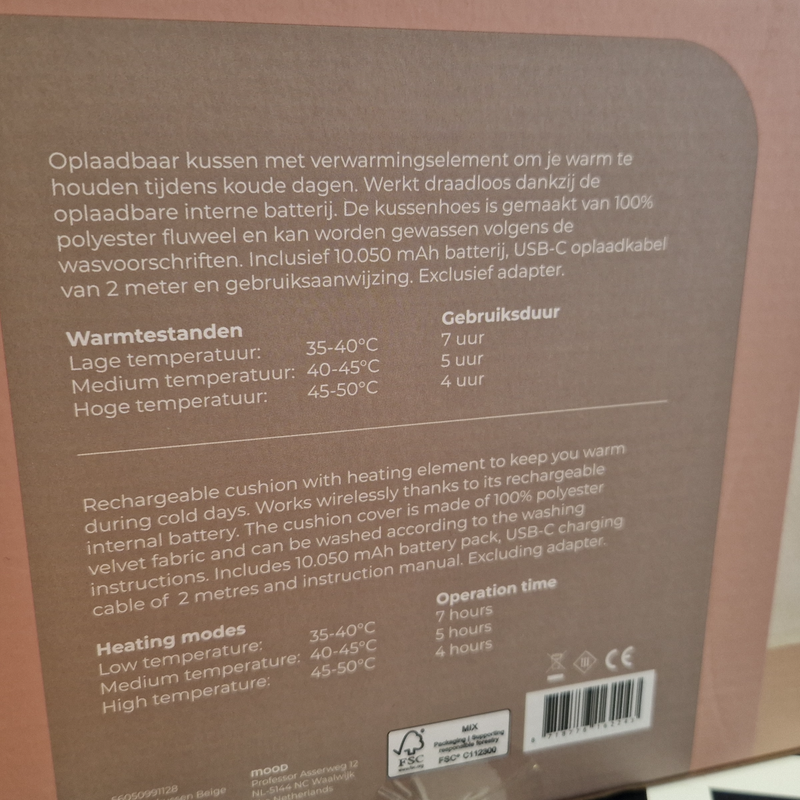 Oplaadbaar kussen met verwarmingselement om je warm te
houden tijdens koude dagen. Werkt draadloos dankzij de
oplaadbare interne batterij. De kussenhoes is gemaakt van 100%
polyester fluweel en kan worden gewassen volgens de
wasvoorschriften. Inclusief 10.050 mAh batterij, USB-C oplaadkabel
van 2 meter en gebruiksaanwijzing. Exclusief adapter.
Warmtestanden Gebruiksduur
Lage temperatuur: 35-40°C 7 uur
Medium temperatuur: 40-45°C 5 uur
Hoge temperatuur: 45-50°C 4 uur
Rechargeable cushion with heating element to keep you warm
during cold days. Works wirelessly thanks to its rechargeable
internal battery. The cushion cover is made of 100% polyester
velvet fabric and can be washed according to the washing
instructions. Includes 10.050 mAh battery pack, USB-C charging
cable of 2 metres and instruction manual. Excluding adapter.
Heating modes Operation time
Low temperature: 35-40°C 7 hours
Medium temperature: 40-45°C 5 hours
High temperature: 45-50°C 4 hours
CE
FSC
MIX
Packaging | Supporting
responsible forestry
FSC® C112800
mooD
Professor Asserweg 12
NL-5144 NC Waalwijk
Netherlands
Beige